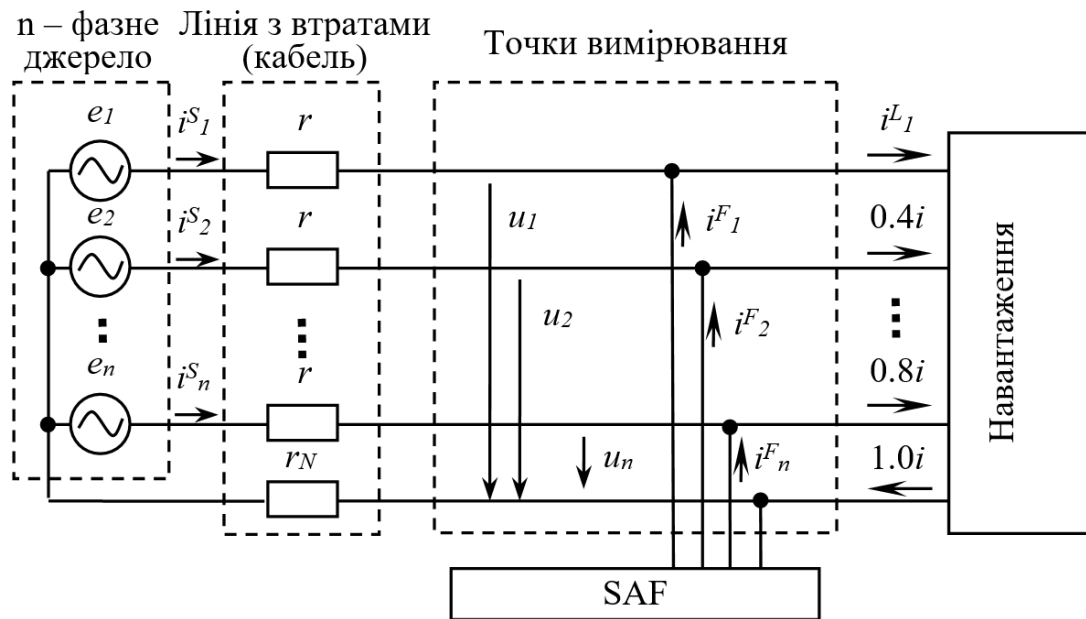 n – фазне
джерело
Лінія з втратами
(кабель)
Точки вимірювання
e1
iS1
r
iL1
e2
iS2
r
u1
iF1
0.4i
u2
iF2
en
iSn
r
0.8i
rN
un
iFn
1.0i
Навантаження
SAF